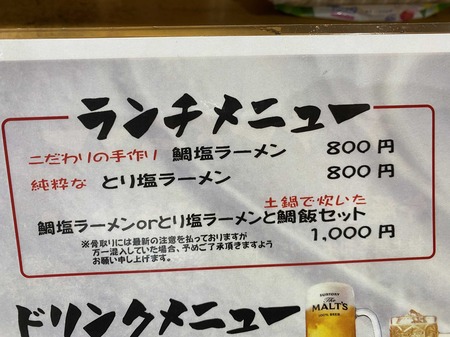 ランチメニュー
こだわりの手作り 鯛塩ラーメン 800円
純粋な とり塩ラーメン 800円
土鍋で炊いた
鯛塩ラーメンorとり塩ラーメンと鯛飯セット
1,000円
※骨取りには最新の注意を払っておりますが
万一混入していた場合、予めご了承頂きますよう
お願い申し上げます。
ドリンクメニュー
SUNTORY
The
MALT'S